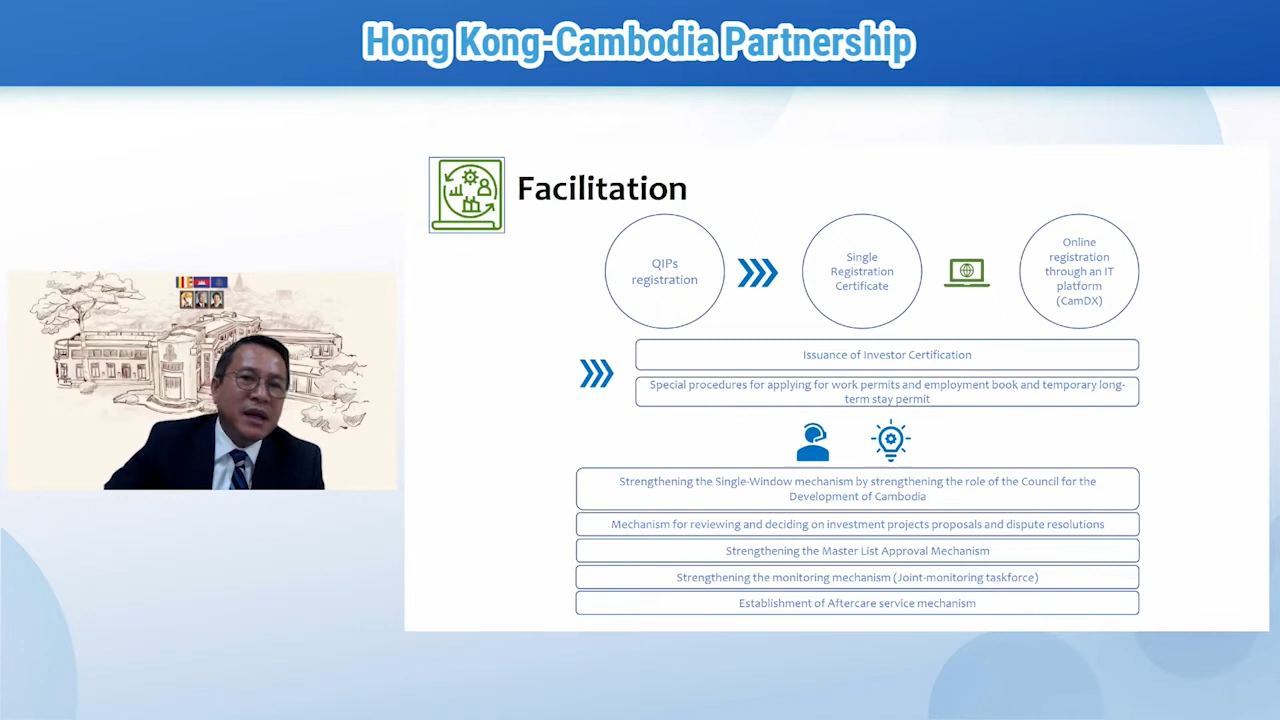 Hong Kong-Cambodia Partnership
Facilitation
QIPs
registration
Single
Registration
Certificate
Online
registration
through an IT
platform
(CamDX)
Issuance of Investor Certification
Special procedures for applying for work permits and employment book and temporary long-
term stay permit
Strengthening the Single-Window mechanism by strengthening the role of the Council for the
Development of Cambodia
Mechanism for reviewing and deciding on investment projects proposals and dispute resolutions
Strengthening the Master List Approval Mechanism
Strengthening the monitoring mechanism (Joint-monitoring taskforce)
Establishment of Aftercare service mechanism